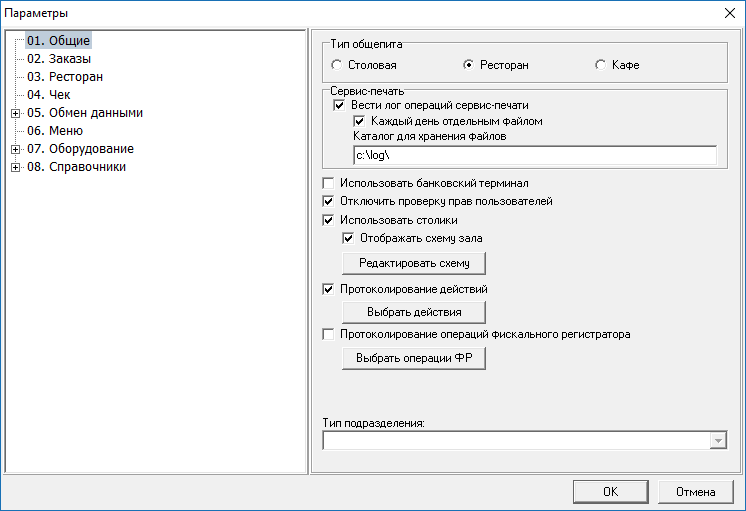 Параметры
01. Общие
02. Заказы
03. Ресторан
04. Чек
05. Обмен данными
06. Меню
07. Оборудование
08. Справочники
Тип общепита
Столовая
Ресторан
Кафе
Сервис-печать
Вести лог операций сервис-печати
Каждый день отдельным файлом
Каталог для хранения файлов
c:\log\
Использовать банковский терминал
Отключить проверку прав пользователей
Использовать столики
Отображать схему зала
Редактировать схему
Протоколирование действий
Выбрать действия
Протоколирование операций фискального регистратора
Выбрать операции ФР
Тип подразделения:
OK
Отмена